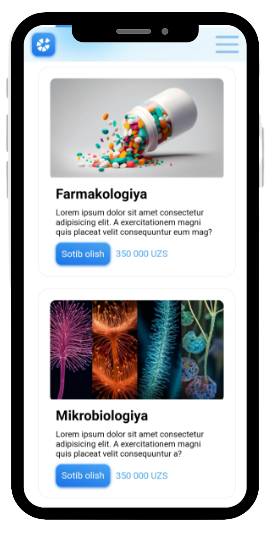 Farmakologiya
Lorem ipsum dolor sit amet consectetur
adipisicing elit. A exercitationem magni
quis placeat velit consequuntur eum mag?
Sotib olish
350 000 UZS
Mikrobiologiya
Lorem ipsum dolor sit amet consectetur
adipisicing elit. A exercitationem magni
quis placeat velit consequuntur a?
Sotib olish
350 000 UZS